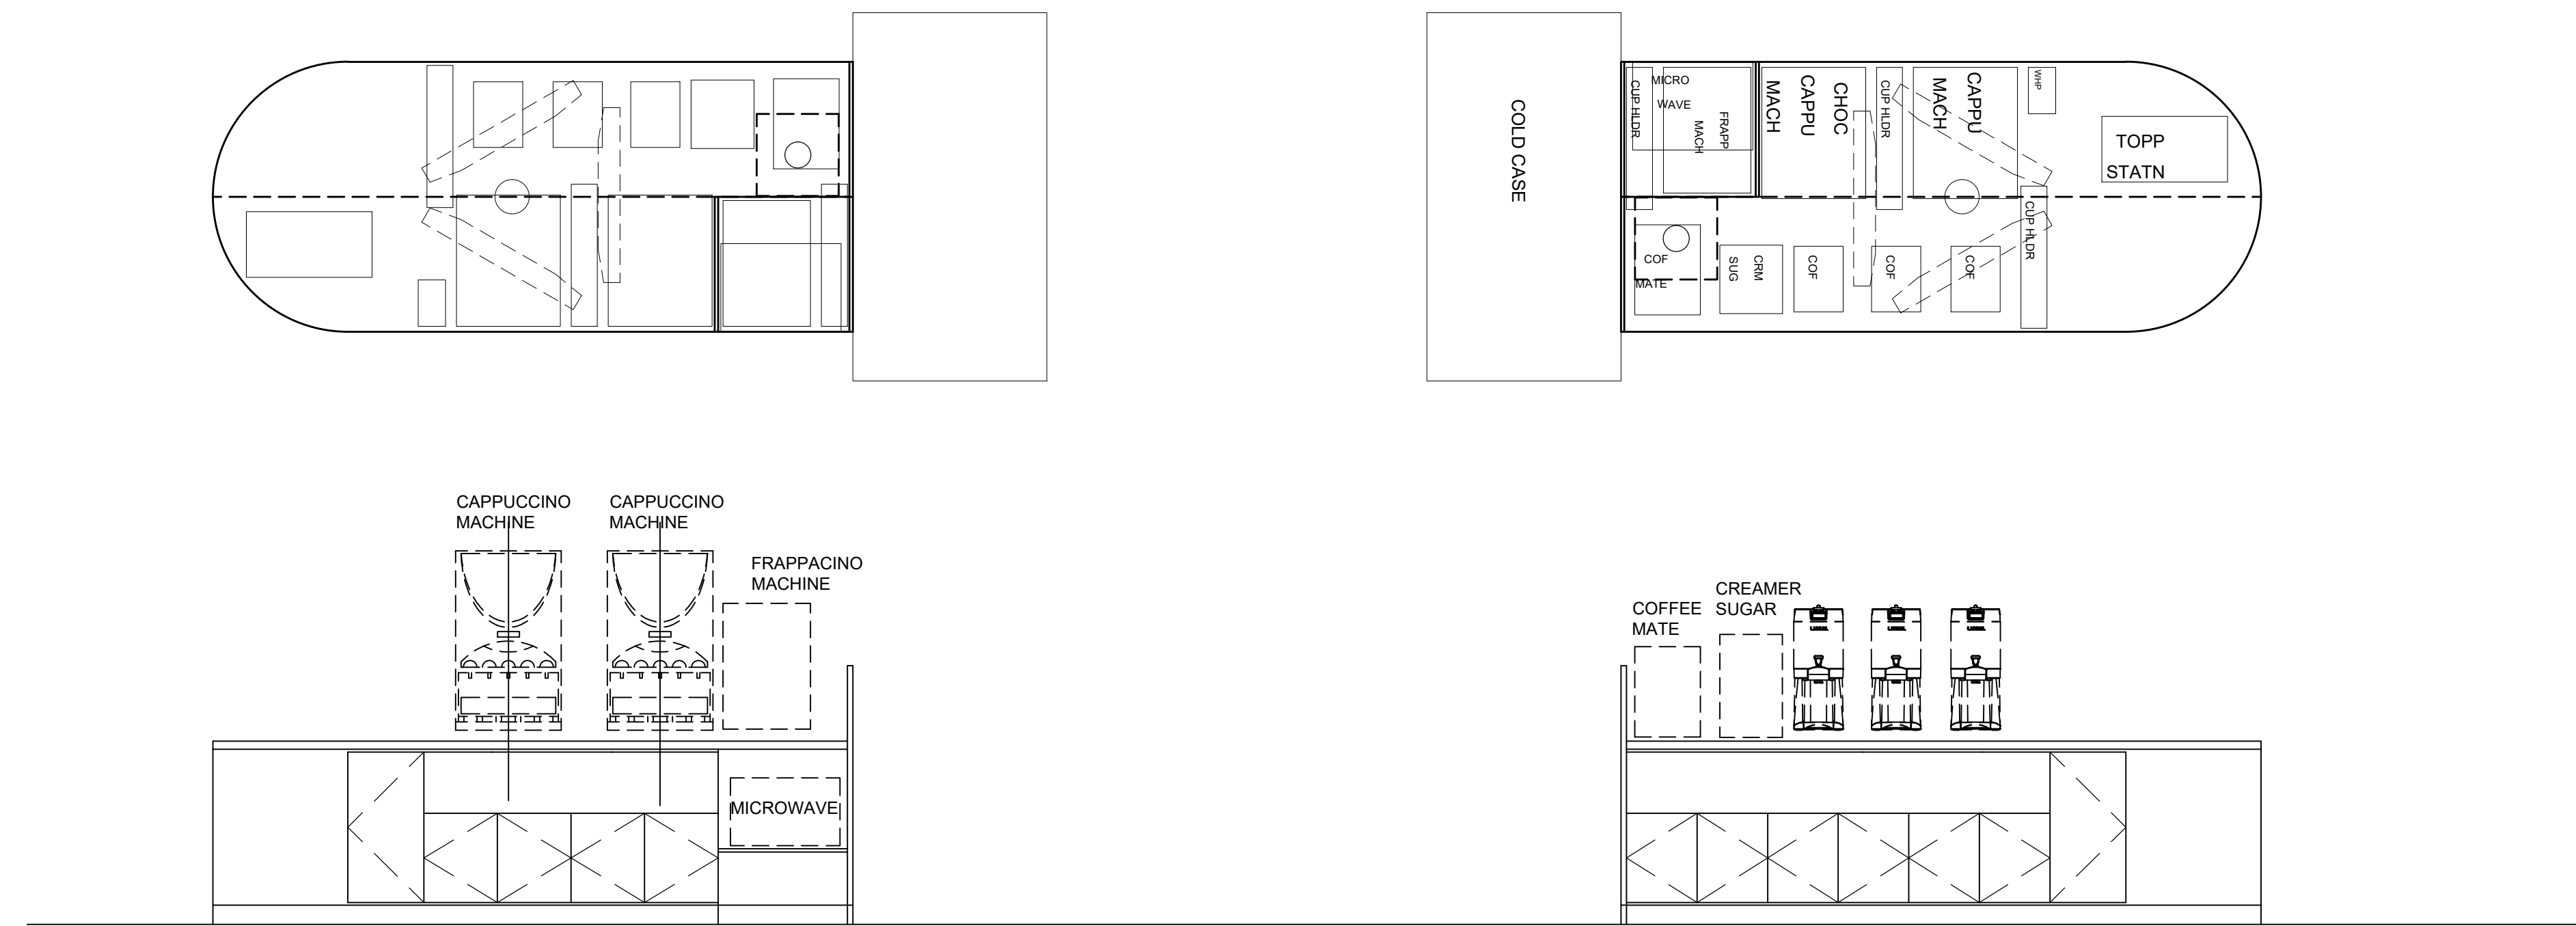 COLD CASE
CUP HLDR
MICRO
WAVE
FRAPP
MACH
CHOC
CAPPU
MACH
CUP HLDR
CAPPU
MACH
WHP
TOPP
STATN
CUP HLDR
COF
MATE
CRM
SUG
COF
COF
COF
CAPPUCCINO
MACHINE
CAPPUCCINO
MACHINE
FRAPPACINO
MACHINE
MICROWAVE
COFFEE
MATE
CREAMER
SUGAR